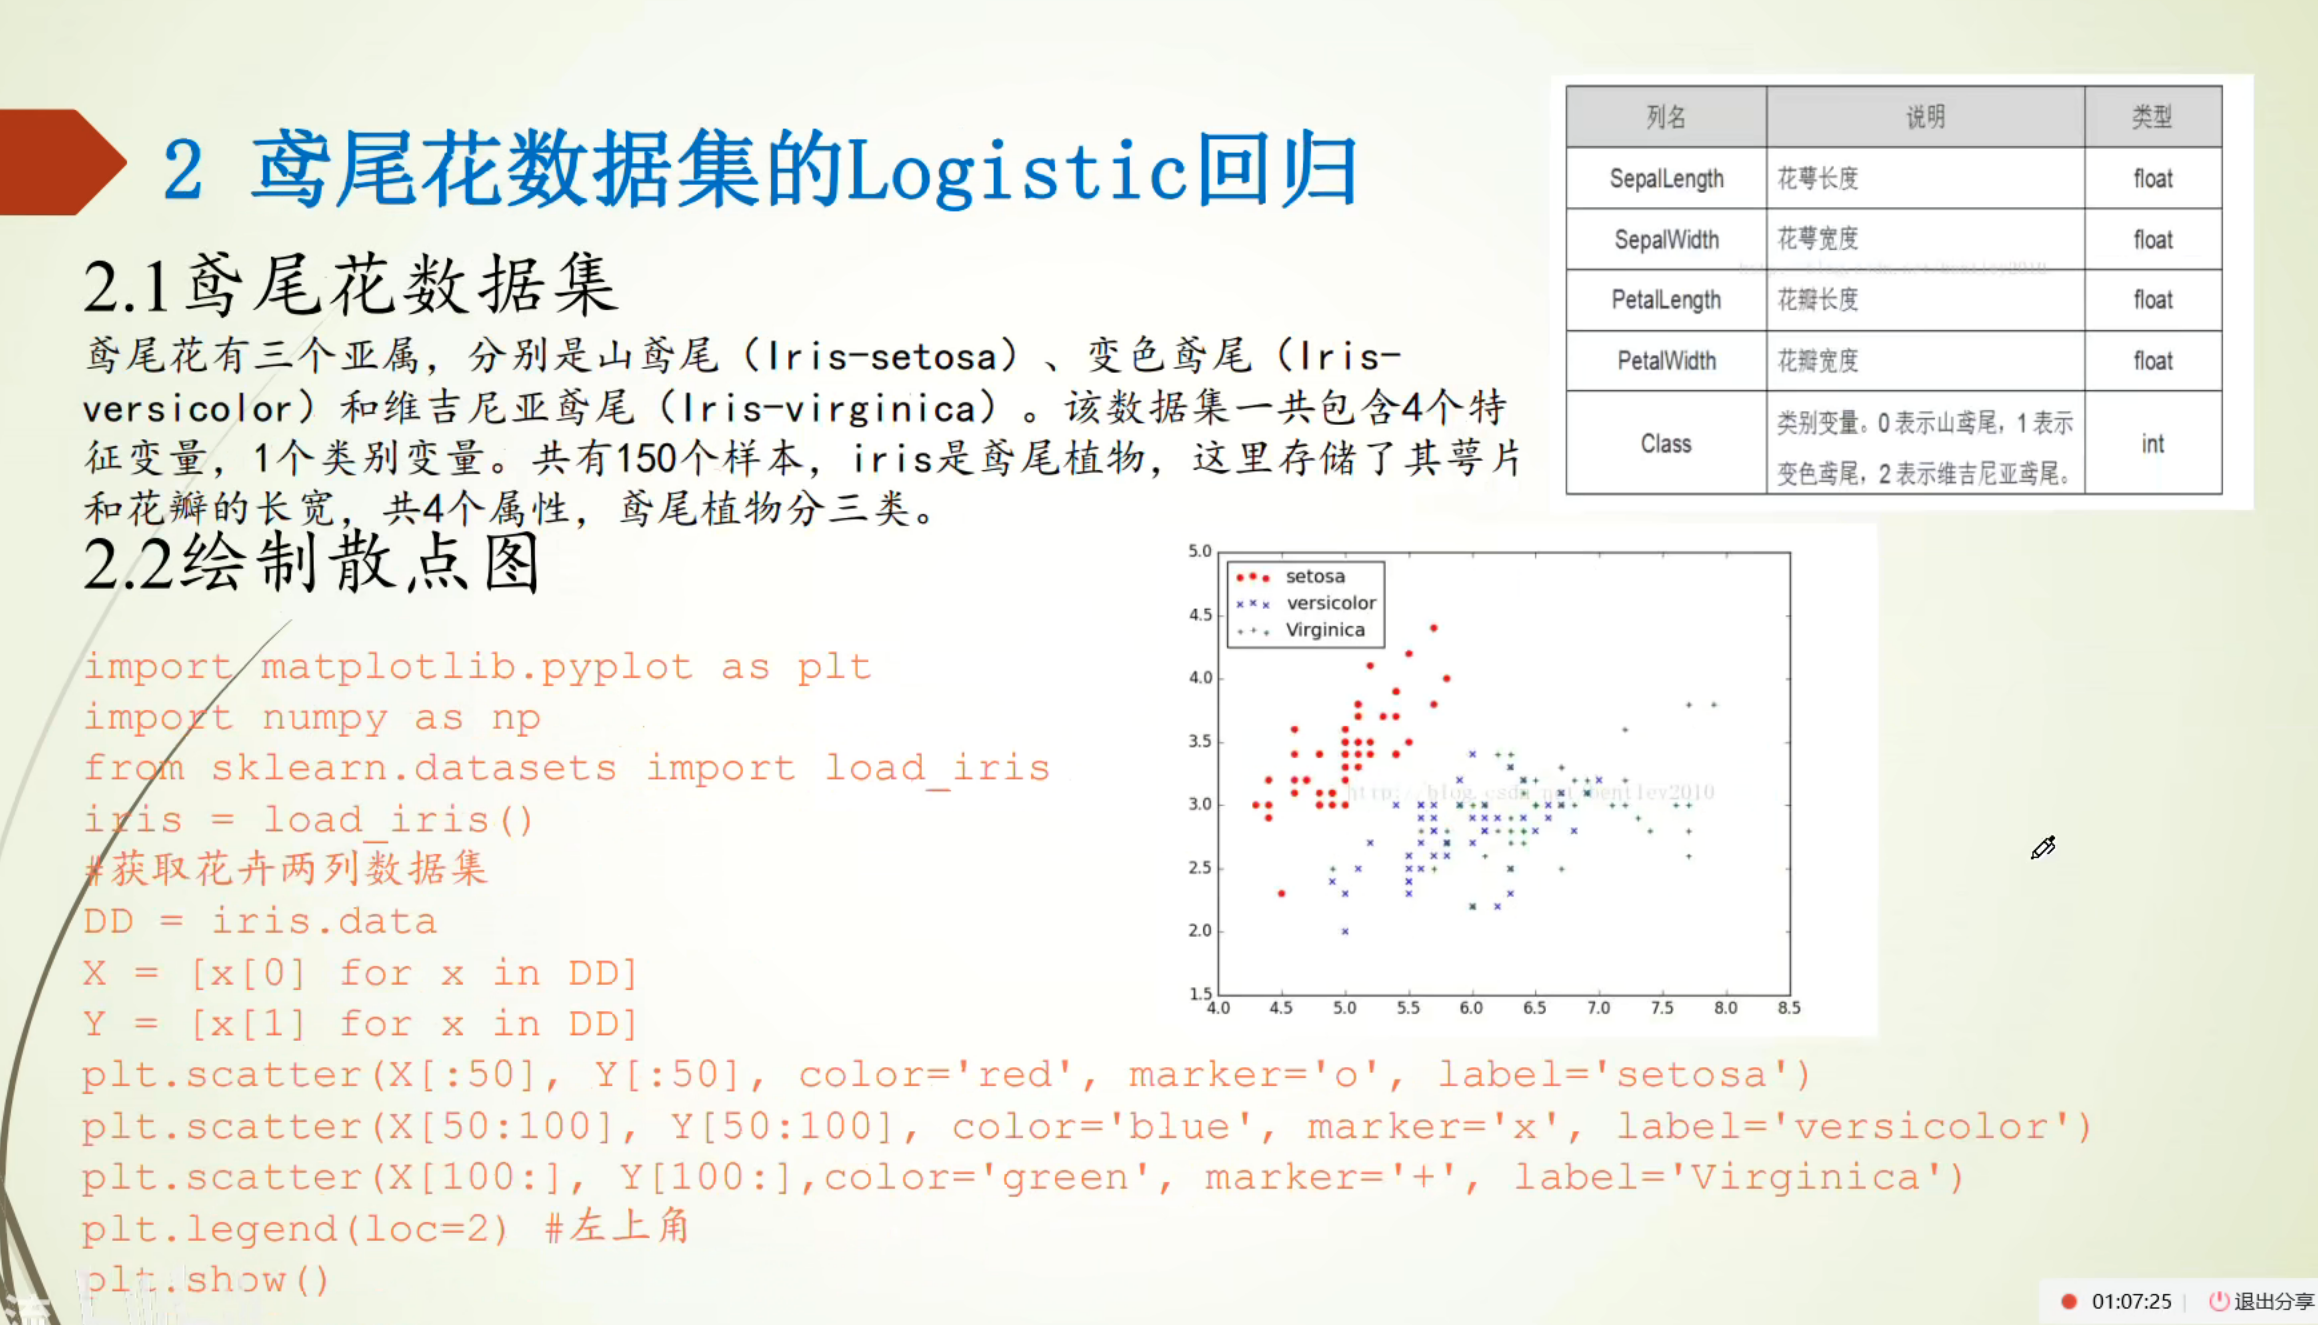 2 鸢尾花数据集的Logistic回归
2.1鸢尾花数据集
鸢尾花有三个亚属，分别是山鸢尾（Iris-setosa）、变色鸢尾（Iris-
versicolor）和维吉尼亚鸢尾（Iris-virginica）。该数据集一共包含4个特
征变量，1个类别变量。共有150个样本，iris是鸢尾植物，这里存储了其萼片
和花瓣的长宽，共4个属性，鸢尾植物分三类。
列名 说明 类型
SepalLength 花萼长度 float
SepalWidth 花萼宽度 float
PetalLength 花瓣长度 float
PetalWidth 花瓣宽度 float
Class 类别变量。0 表示山鸢尾，1 表示
变色鸢尾，2 表示维吉尼亚鸢尾。 int
2.2绘制散点图
import matplotlib.pyplot as plt
import numpy as np
from sklearn.datasets import load_iris
iris = load_iris()
#获取花卉两列数据集
DD = iris.data
X = [x[0] for x in DD]
Y = [x[1] for x in DD]
plt.scatter(X[:50], Y[:50], color='red', marker='o', label='setosa')
plt.scatter(X[50:100], Y[50:100], color='blue', marker='x', label='versicolor')
plt.scatter(X[100:], Y[100:],color='green', marker='+', label='Virginica')
plt.legend(loc=2) #左上角
plt.show()
setosa
versicolor
Virginica
5.0
4.5
4.0
3.5
3.0
2.5
2.0
1.5
4.0 4.5 5.0 5.5 6.0 6.5 7.0 7.5 8.0 8.5
http://blog.csdn.net/bentley2010
01:07:25 退出分享